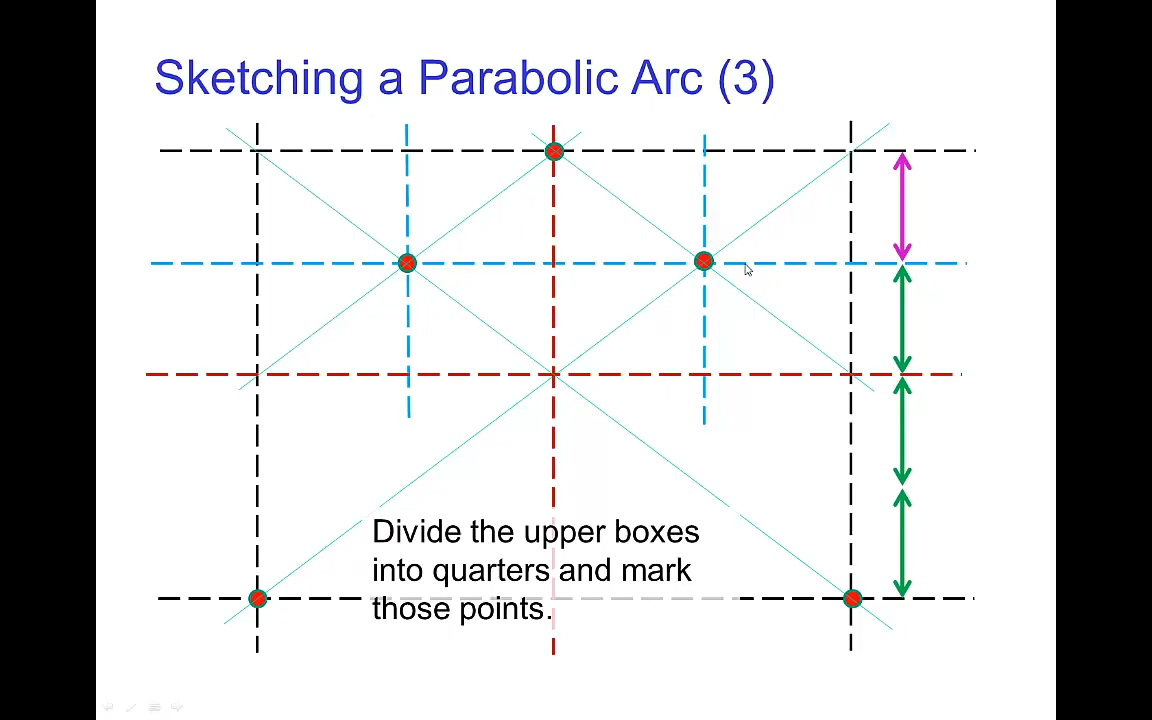 Sketching a Parabolic Arc (3)
Divide the upper boxes
into quarters and mark
those points.